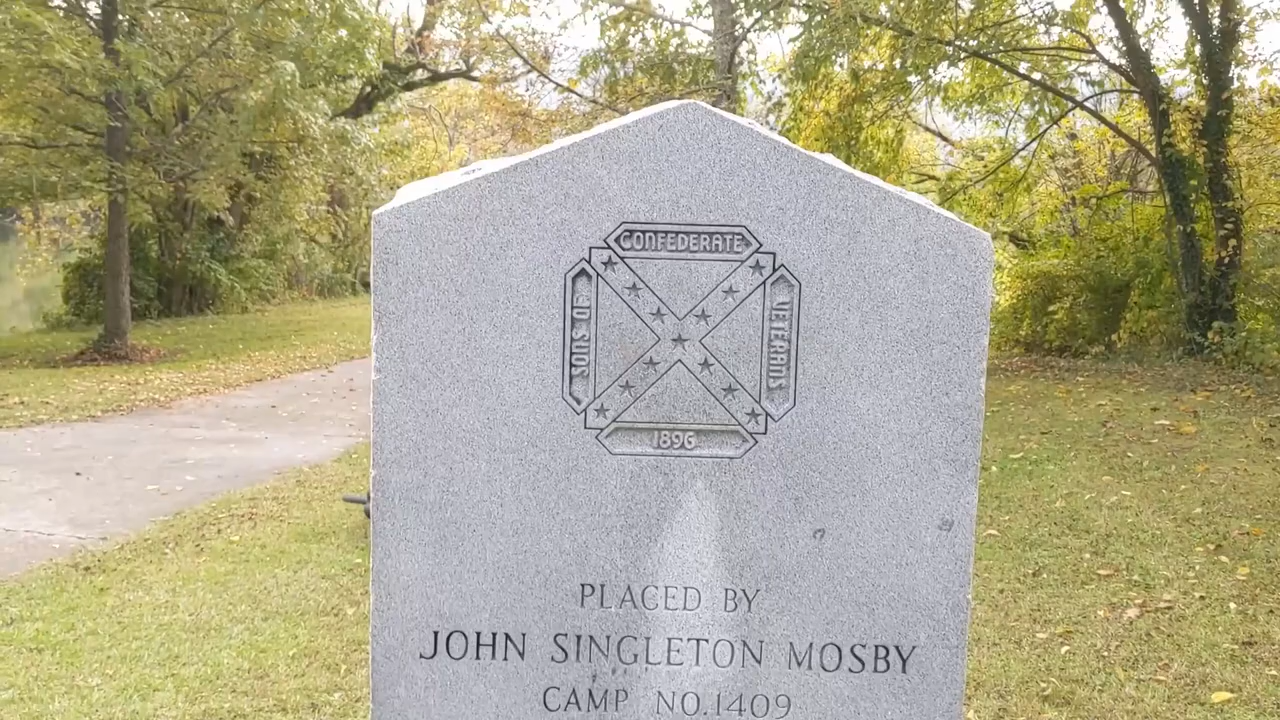 CONFEDERATE
SONS OF
VETERANS
1896
PLACED BY
JOHN SINGLETON MOSBY
CAMP NO.1409